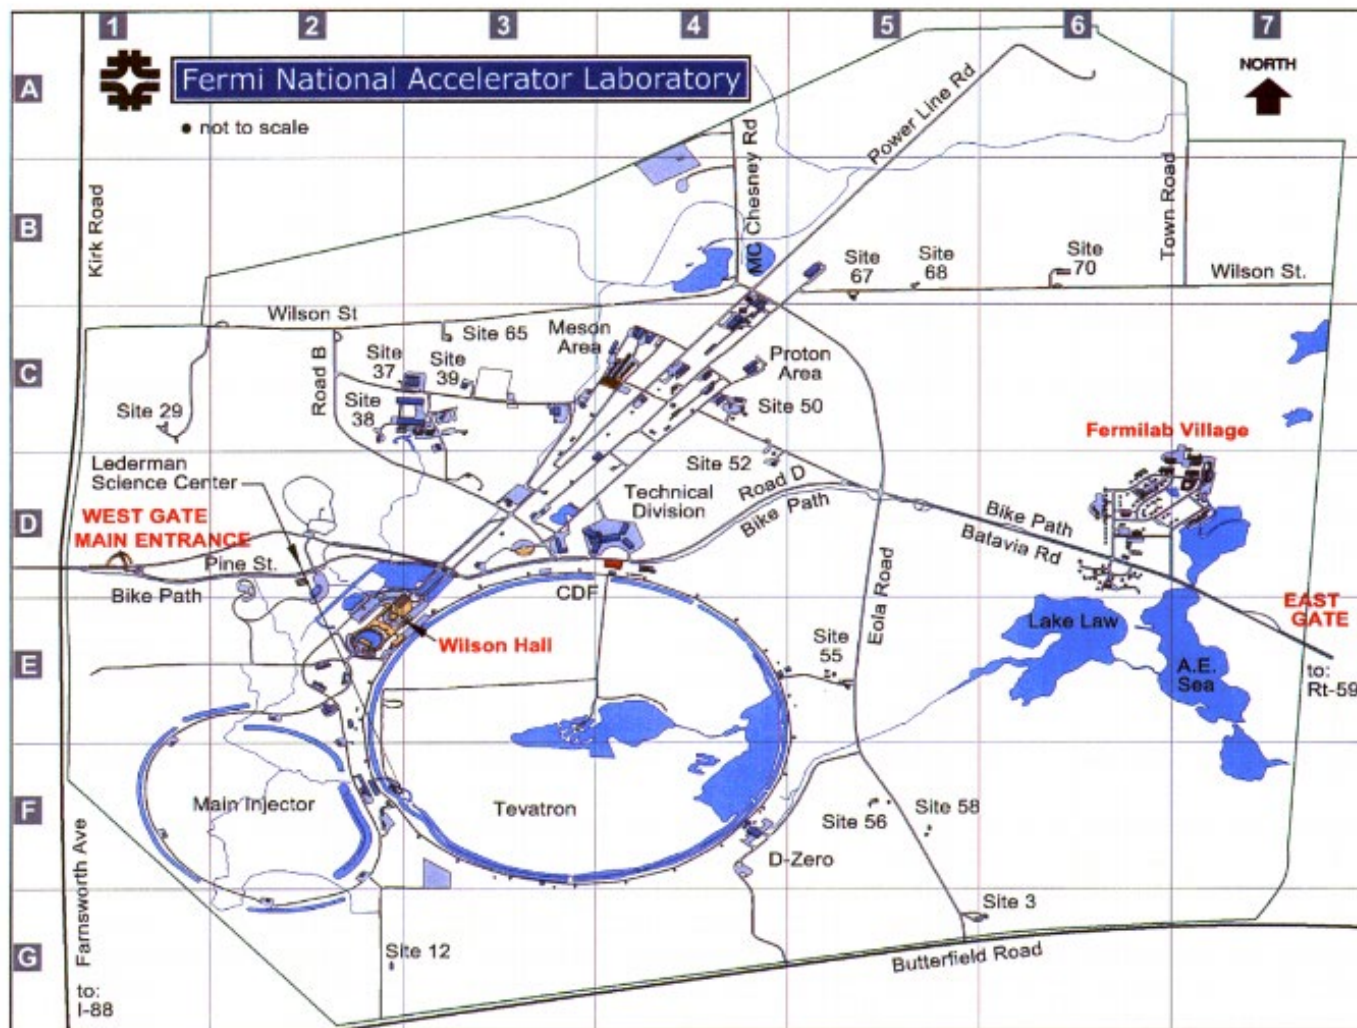 1 2 3 4 5 6 7
A
B
C
D
E
F
G
Fermi National Accelerator Laboratory
• not to scale
NORTH
Kirk Road
MC Chesney Rd
Power Line Rd
Town Road
Site
67
Site
68
Site
70
Wilson St.
Wilson St
Site 65
Meson
Area
Road B
Site
37
Site
39
Proton
Area
Site 29
Site
38
Site 50
Fermilab Village
Lederman
Science Center
Site 52
Road D
Technical
Division
Bike Path
WEST GATE
MAIN ENTRANCE
Pine St.
Bike Path
Bike Path
Batavia Rd
CDF
Eola Road
EAST
GATE
Lake Law
Wilson Hall
Site
55
A.E.
Sea
to:
Rt-59
Main Injector
Tevatron
Site 56
Site 58
D-Zero
Farnsworth Ave
Site 3
Site 12
Butterfield Road
to:
I-88